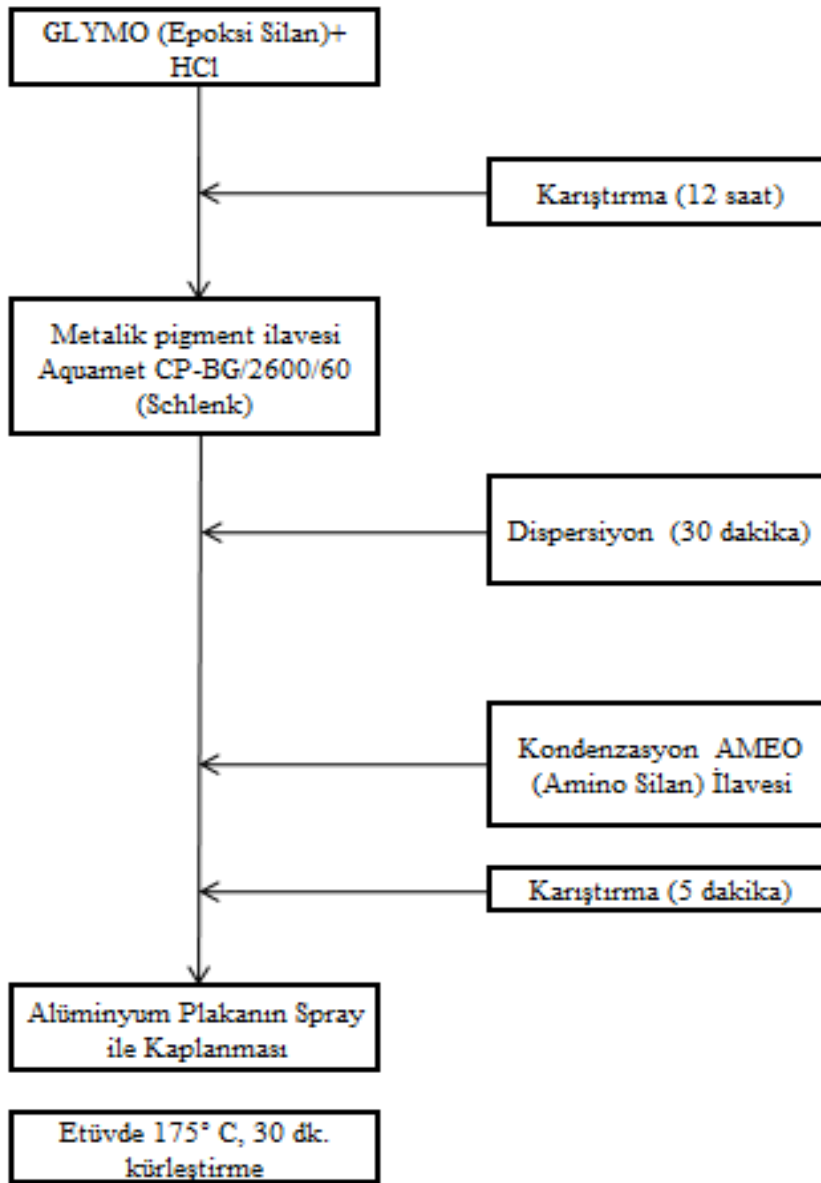 GLYMO (Epoksi Silan)+
HCl
Karıştırma (12 saat)
Metalik pigment ilavesi
Aquamet CP-BG/2600/60
(Schlenk)
Dispersiyon (30 dakika)
Kondenzasyon AMEO
(Amino Silan) İlavesi
Karıştırma (5 dakika)
Alüminyum Plakanın Spray
ile Kaplanması
Etüvde 175° C, 30 dk.
kürleştirme